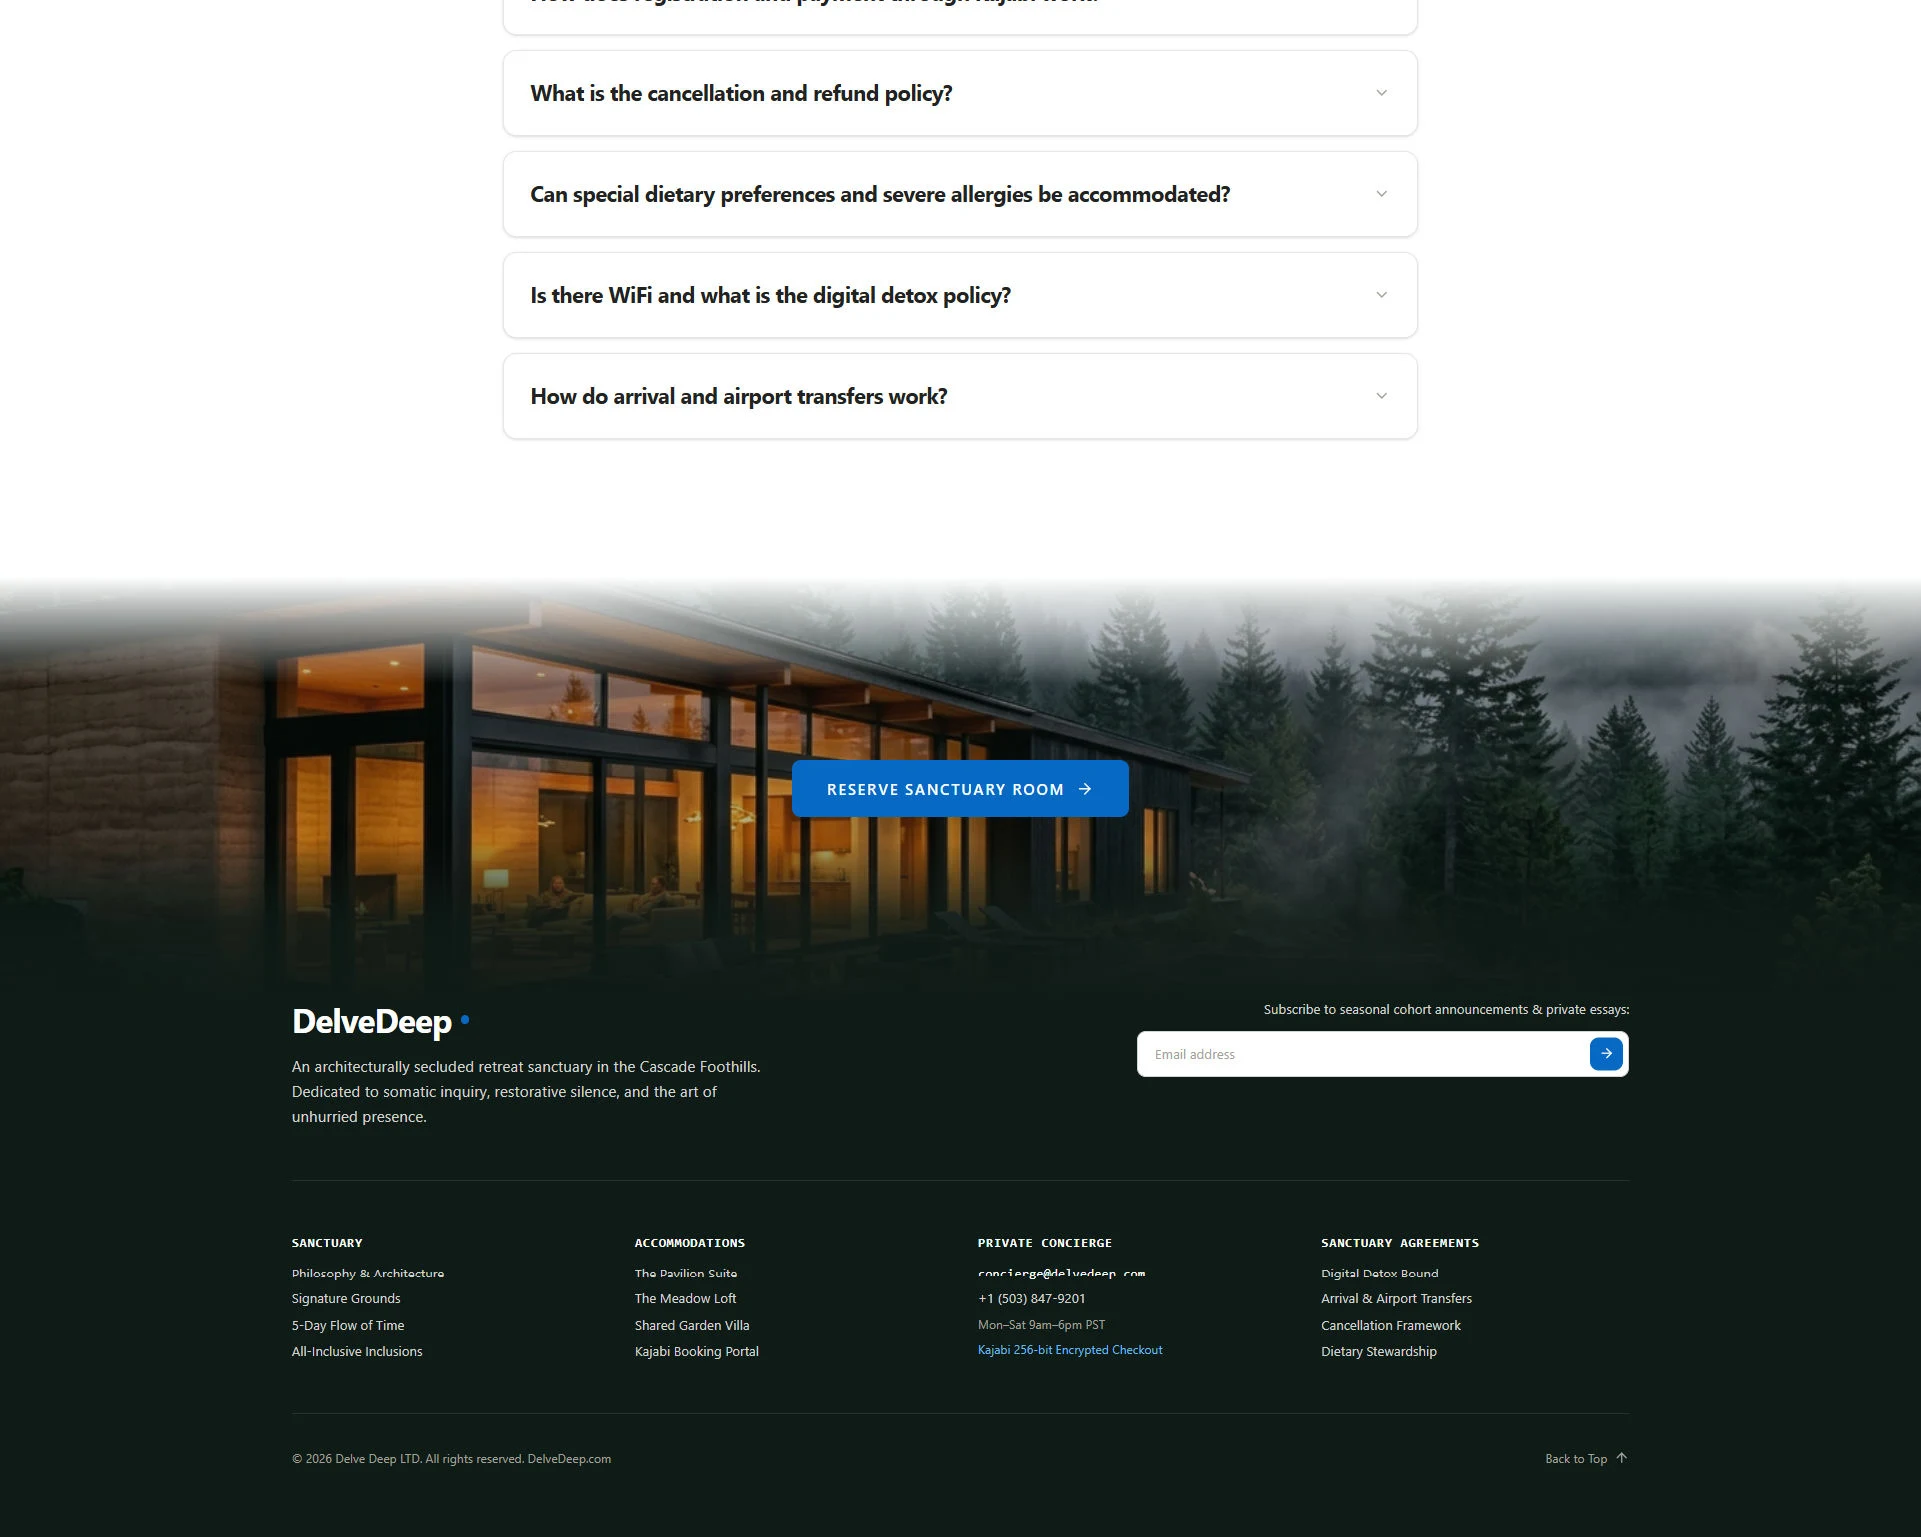 What is the cancellation and refund policy?
Can special dietary preferences and severe allergies be accommodated?
Is there WiFi and what is the digital detox policy?
How do arrival and airport transfers work?
RESERVE SANCTUARY ROOM
DelveDeep
An architecturally secluded retreat sanctuary in the Cascade Foothills.
Dedicated to somatic inquiry, restorative silence, and the art of
unhurried presence.
Subscribe to seasonal cohort announcements & private essays:
Email address
SANCTUARY
Philosophy & Architecture
Signature Grounds
5-Day Flow of Time
All-Inclusive Inclusions
ACCOMMODATIONS
The Pavilion Suite
The Meadow Loft
Shared Garden Villa
Kajabi Booking Portal
PRIVATE CONCIERGE
concierge@delvedeep.com
+1 (503) 847-9201
Mon–Sat 9am–6pm PST
Kajabi 256-bit Encrypted Checkout
SANCTUARY AGREEMENTS
Digital Detox Bound
Arrival & Airport Transfers
Cancellation Framework
Dietary Stewardship
© 2026 Delve Deep LTD. All rights reserved. DelveDeep.com
Back to Top